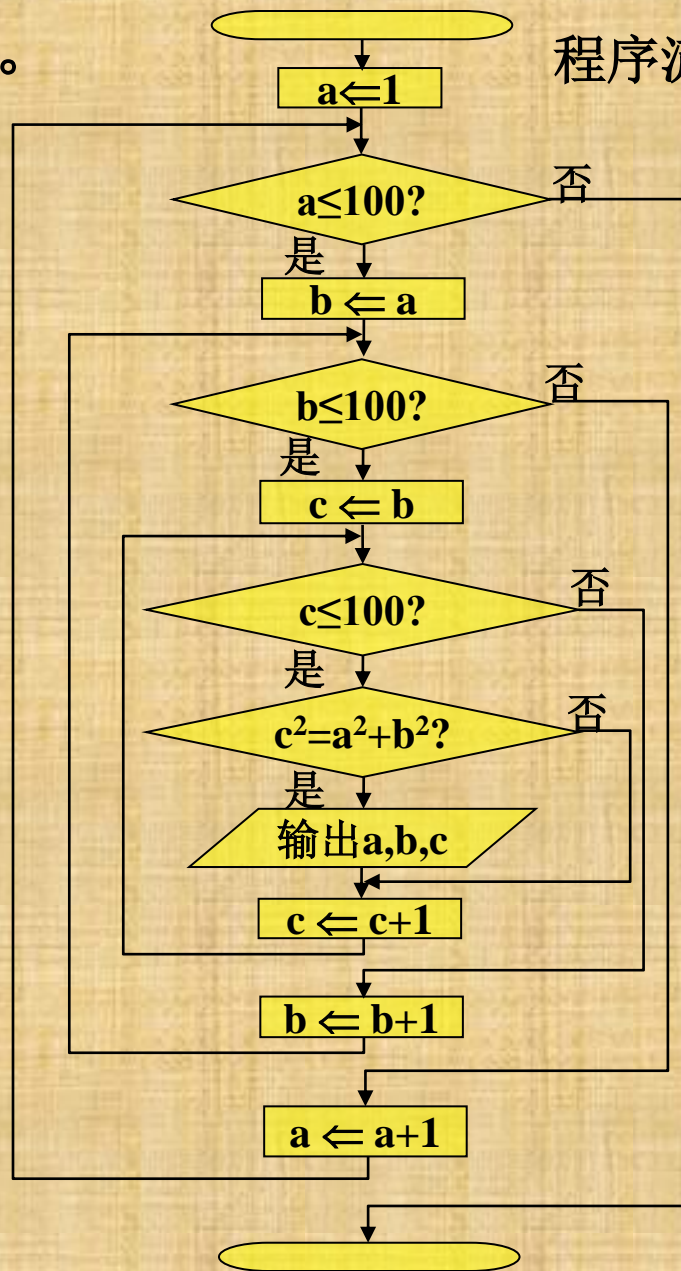 。
程序流
a⇐1
a≤100?
否
是
b ⇐ a
b≤100?
否
是
c ⇐ b
c≤100?
否
是
c²=a²+b²?
否
是
输出a,b,c
c ⇐ c+1
b ⇐ b+1
a ⇐ a+1